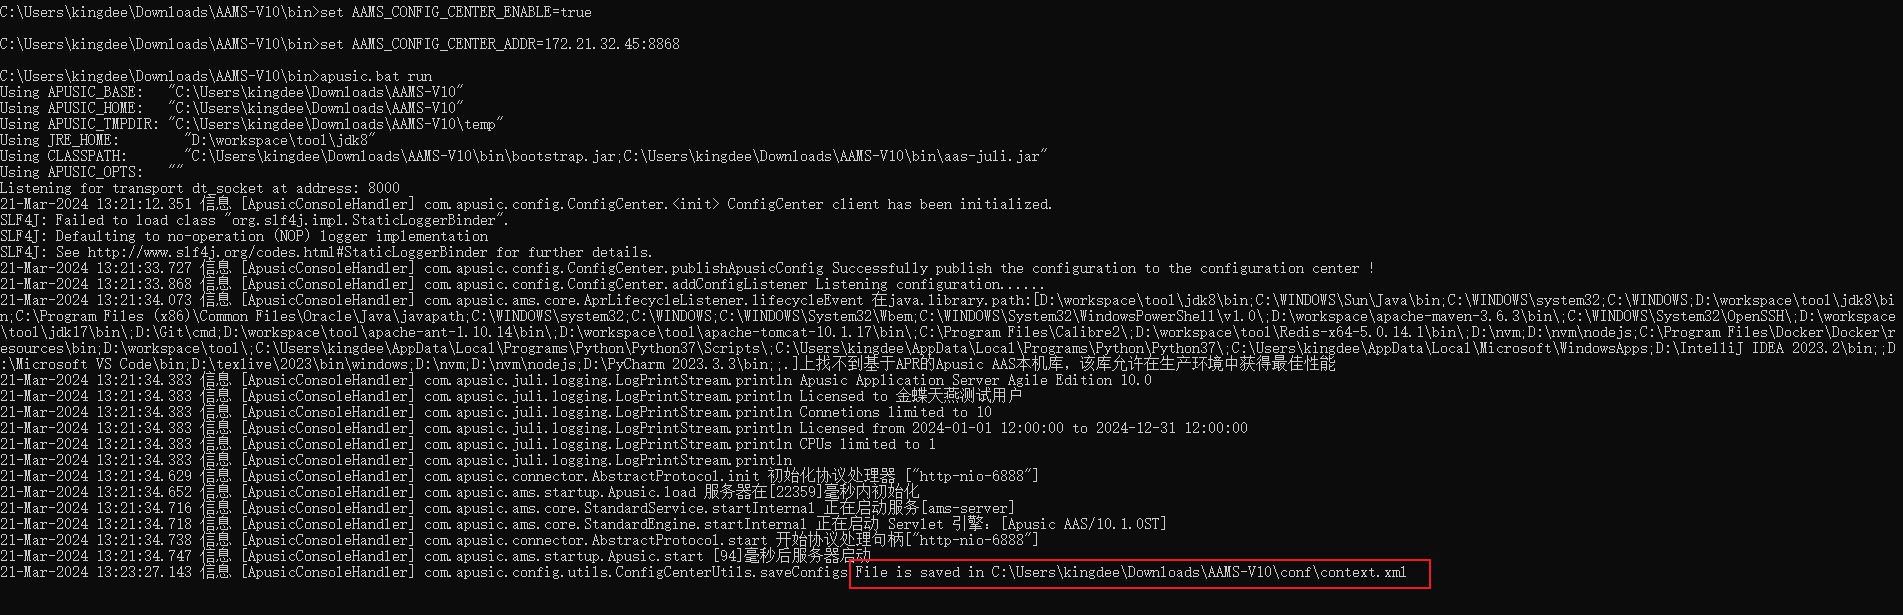 C:\Users\kingdee\Downloads\AAMS-V10\bin>set AAMS_CONFIG_CENTER_ENABLE=true
C:\Users\kingdee\Downloads\AAMS-V10\bin>set AAMS_CONFIG_CENTER_ADDR=172.21.32.45:8868
C:\Users\kingdee\Downloads\AAMS-V10\bin>apusic.bat run
Using APUSIC_BASE:   "C:\Users\kingdee\Downloads\AAMS-V10"
Using APUSIC_HOME:   "C:\Users\kingdee\Downloads\AAMS-V10"
Using APUSIC_TMPDIR: "C:\Users\kingdee\Downloads\AAMS-V10\temp"
Using JRE_HOME:        "D:\workspace\tool\jdk8"
Using CLASSPATH:       "C:\Users\kingdee\Downloads\AAMS-V10\bin\bootstrap.jar;C:\Users\kingdee\Downloads\AAMS-V10\bin\aas-juli.jar"
Using APUSIC_OPTS:   ""
Listening for transport dt_socket at address: 8000
21-Mar-2024 13:21:12.351 信息 [ApusicConsoleHandler] com.apusic.config.ConfigCenter.<init> ConfigCenter client has been initialized.
SLF4J: Failed to load class "org.slf4j.impl.StaticLoggerBinder".
SLF4J: Defaulting to no-operation (NOP) logger implementation
SLF4J: See http://www.slf4j.org/codes.html#StaticLoggerBinder for further details.
21-Mar-2024 13:21:33.727 信息 [ApusicConsoleHandler] com.apusic.config.ConfigCenter.publishApusicConfig Successfully publish the configuration to the configuration center !
21-Mar-2024 13:21:33.868 信息 [ApusicConsoleHandler] com.apusic.config.ConfigCenter.addConfigListener Listening configuration......
21-Mar-2024 13:21:34.073 信息 [ApusicConsoleHandler] com.apusic.ams.core.AprLifecycleListener.lifecycleEvent 在java.library.path:[D:\workspace\tool\jdk8\bin;C:\WINDOWS\Sun\Java\bin;C:\WINDOWS\system32;C:\WINDOWS;D:\workspace\tool\jdk8\bi
n;C:\Program Files (x86)\Common Files\Oracle\Java\javapath;C:\WINDOWS\system32;C:\WINDOWS;C:\WINDOWS\System32\Wbem;C:\WINDOWS\System32\WindowsPowerShell\v1.0\;D:\workspace\apache-maven-3.6.3\bin\;C:\WINDOWS\System32\OpenSSH\;D:\workspace
\tool\jdk17\bin\;D:\Git\cmd;D:\workspace\tool\apache-ant-1.10.14\bin\;D:\workspace\tool\apache-tomcat-10.1.17\bin\;C:\Program Files\Calibre2\;D:\workspace\tool\Redis-x64-5.0.14.1\bin\;D:\nvm;D:\nvm\nodejs;C:\Program Files\Docker\Docker\r
esources\bin;D:\workspace\tool\;C:\Users\kingdee\AppData\Local\Programs\Python\Python37\Scripts\;C:\Users\kingdee\AppData\Local\Programs\Python\Python37\;C:\Users\kingdee\AppData\Local\Microsoft\WindowsApps;D:\IntelliJ IDEA 2023.2\bin;;D
:\Microsoft VS Code\bin;D:\texlive\2023\bin\windows;D:\nvm;D:\nvm\nodejs;D:\PyCharm 2023.3.3\bin;;.]上找不到基于APR的Apusic AAS本机库，该库允许在生产环境中获得最佳性能
21-Mar-2024 13:21:34.383 信息 [ApusicConsoleHandler] com.apusic.juli.logging.LogPrintStream.println Apusic Application Server Agile Edition 10.0
21-Mar-2024 13:21:34.383 信息 [ApusicConsoleHandler] com.apusic.juli.logging.LogPrintStream.println Licensed to 金蝶天燕测试用户
21-Mar-2024 13:21:34.383 信息 [ApusicConsoleHandler] com.apusic.juli.logging.LogPrintStream.println Connetions limited to 10
21-Mar-2024 13:21:34.383 信息 [ApusicConsoleHandler] com.apusic.juli.logging.LogPrintStream.println Licensed from 2024-01-01 12:00:00 to 2024-12-31 12:00:00
21-Mar-2024 13:21:34.383 信息 [ApusicConsoleHandler] com.apusic.juli.logging.LogPrintStream.println CPUs limited to 1
21-Mar-2024 13:21:34.383 信息 [ApusicConsoleHandler] com.apusic.juli.logging.LogPrintStream.println
21-Mar-2024 13:21:34.629 信息 [ApusicConsoleHandler] com.apusic.connector.AbstractProtocol.init 初始化协议处理器 ["http-nio-6888"]
21-Mar-2024 13:21:34.652 信息 [ApusicConsoleHandler] com.apusic.ams.startup.Apusic.load 服务器在[22359]毫秒内初始化
21-Mar-2024 13:21:34.716 信息 [ApusicConsoleHandler] com.apusic.ams.core.StandardService.startInternal 正在启动服务[ams-server]
21-Mar-2024 13:21:34.718 信息 [ApusicConsoleHandler] com.apusic.ams.core.StandardEngine.startInternal 正在启动 Servlet 引擎：[Apusic AAS/10.1.0ST]
21-Mar-2024 13:21:34.738 信息 [ApusicConsoleHandler] com.apusic.connector.AbstractProtocol.start 开始协议处理句柄["http-nio-6888"]
21-Mar-2024 13:21:34.747 信息 [ApusicConsoleHandler] com.apusic.ams.startup.Apusic.start [94]毫秒后服务器启动
21-Mar-2024 13:23:27.143 信息 [ApusicConsoleHandler] com.apusic.config.utils.ConfigCenterUtils.saveConfigs File is saved in C:\Users\kingdee\Downloads\AAMS-V10\conf\context.xml